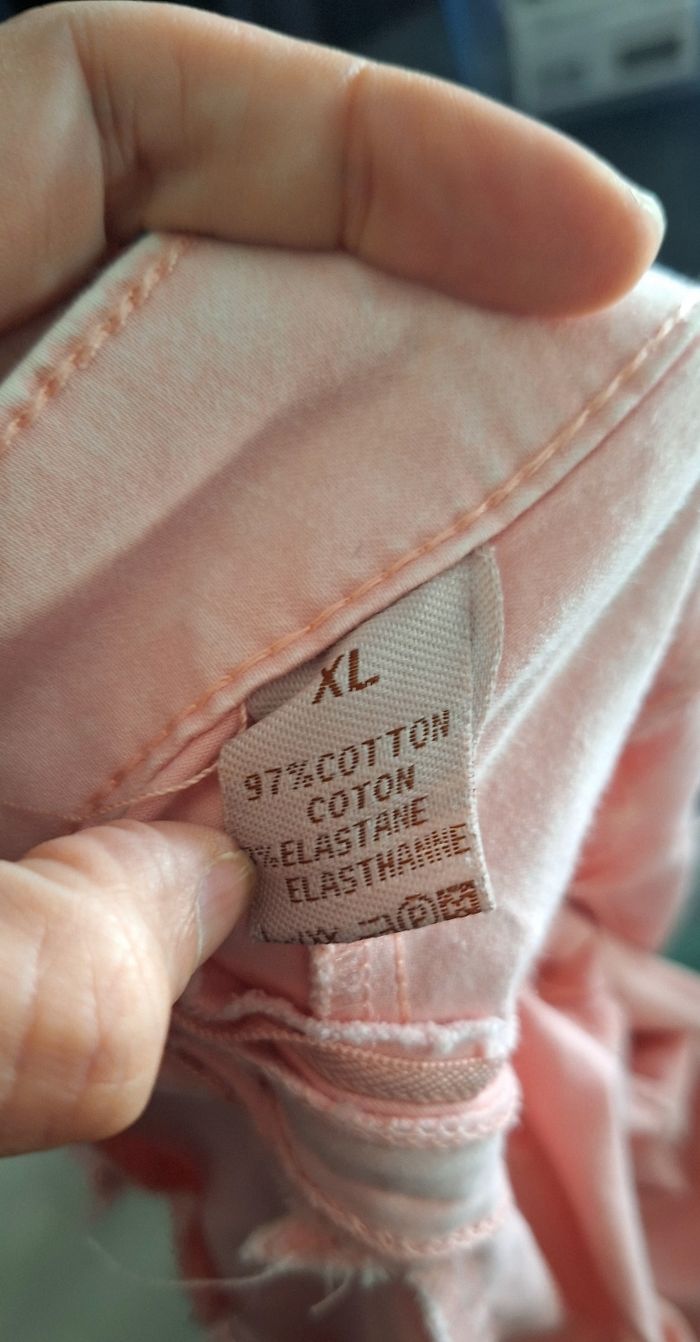 XL
97%COTTON
COTON
%ELASTANE
ELASTHANNE
P